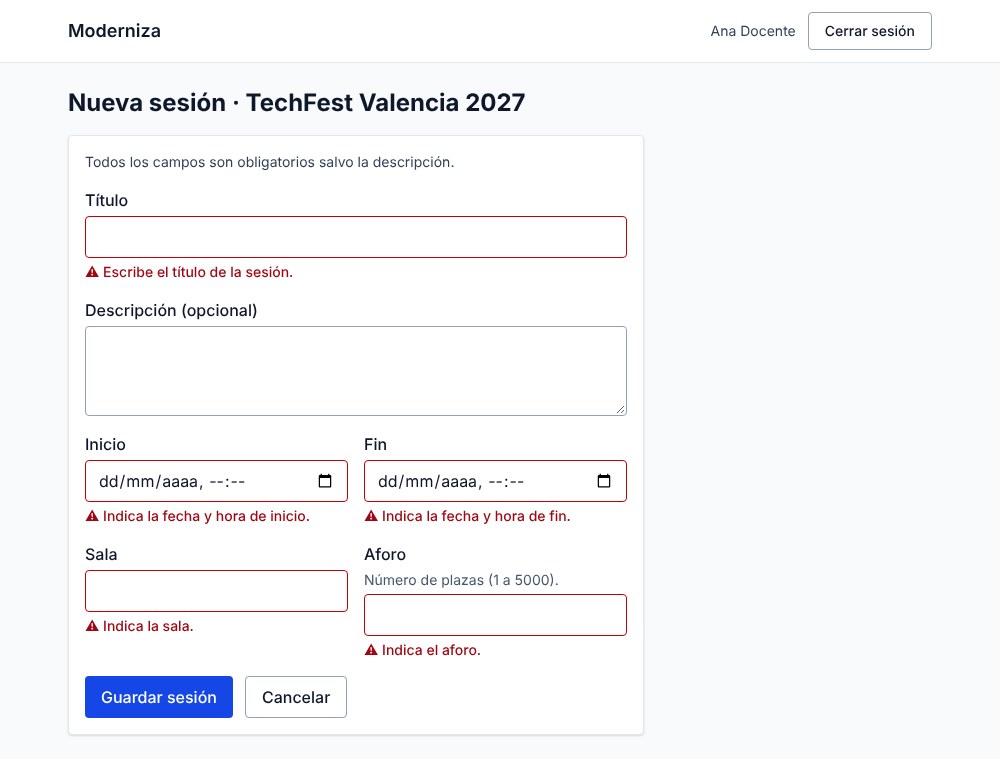 Moderniza
Ana Docente
Cerrar sesión
Nueva sesión · TechFest Valencia 2027
Todos los campos son obligatorios salvo la descripción.
Título
Escribe el título de la sesión.
Descripción (opcional)
Inicio
dd/mm/aaaa, --:--
Indica la fecha y hora de inicio.
Fin
dd/mm/aaaa, --:--
Indica la fecha y hora de fin.
Sala
Indica la sala.
Aforo
Número de plazas (1 a 5000).
Indica el aforo.
Guardar sesión
Cancelar